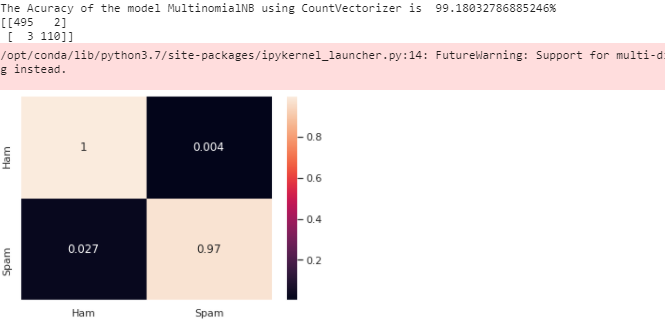 The Acuracy of the model MultinomialNB using CountVectorizer is  99.18032786885246%
[[495   2]
 [  3 110]]
/opt/conda/lib/python3.7/site-packages/ipykernel_launcher.py:14: FutureWarning: Support for multi-di
g instead.
Ham
1
0.004
Spam
0.027
0.97
Ham
Spam
0.8
0.6
0.4
0.2